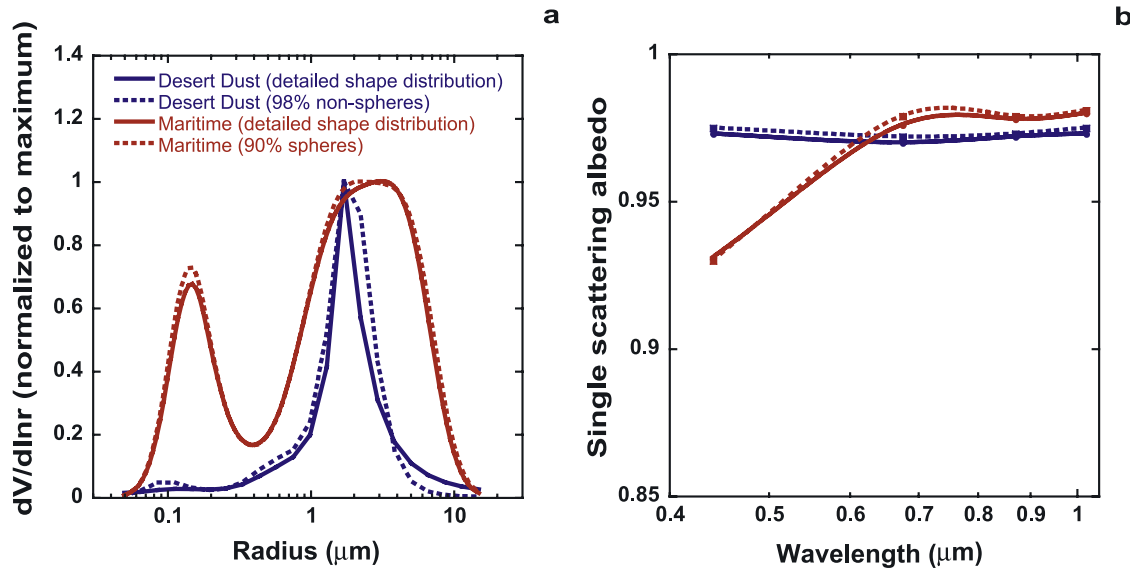 a
dV/dlnr (normalized to maximum)
1.4
1.2
1
0.8
0.6
0.4
0.2
0
Desert Dust (detailed shape distribution)
Desert Dust (98% non-spheres)
Maritime (detailed shape distribution)
Maritime (90% spheres)
0.1
1
10
Radius (μm)
b
Single scattering albedo
1
0.95
0.9
0.85
0.4
0.5
0.6
0.7
0.8
0.9
1
Wavelength (μm)